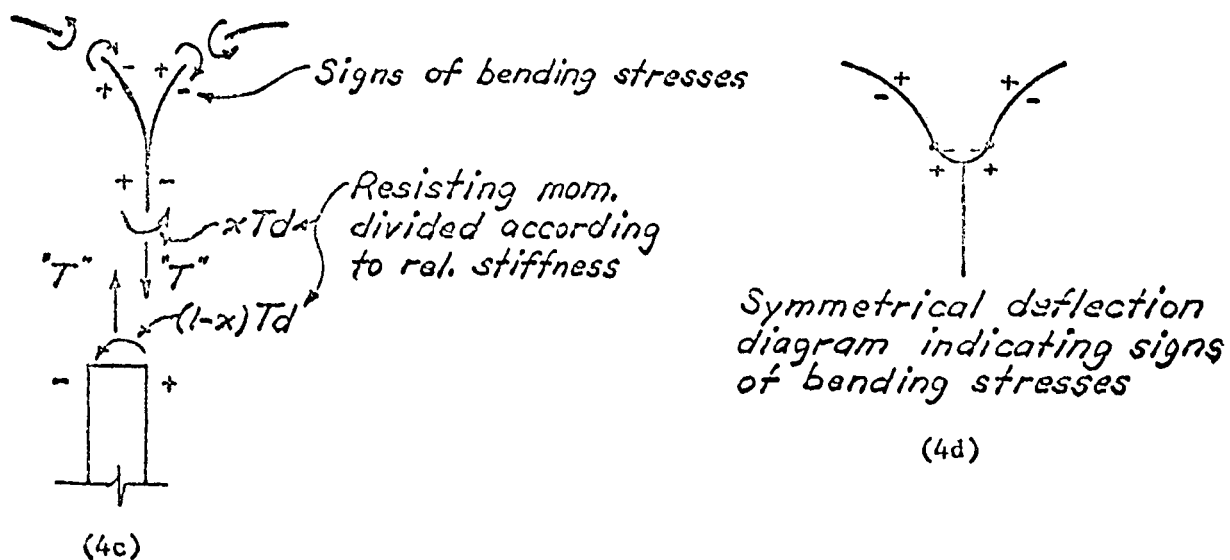 Signs of bending stresses
- +
+ -
+ -
Resisting mom.
divided according
to rel. stiffness
xTd
"T" "T"
(1-x)Td
- +
(4c)
+ +
- -
- -
+ +
Symmetrical deflection
diagram indicating signs
of bending stresses
(4d)